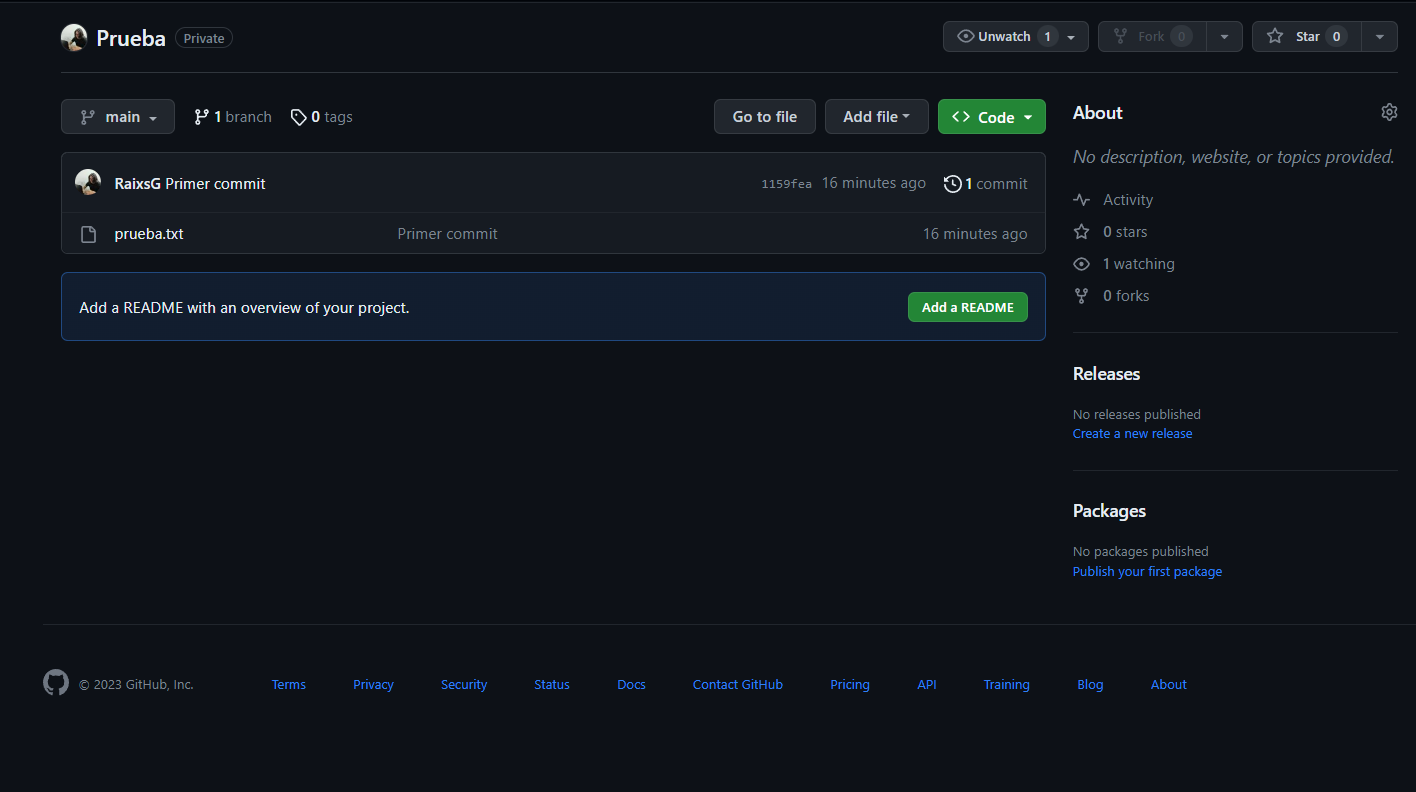 Prueba Private Unwatch 1 Fork 0 Star 0
main 1 branch 0 tags Go to file Add file Code
RaixsG Primer commit 1159fea 16 minutes ago 1 commit
prueba.txt Primer commit 16 minutes ago
Add a README with an overview of your project. Add a README
About
No description, website, or topics provided.
Activity
0 stars
1 watching
0 forks
Releases
No releases published
Create a new release
Packages
No packages published
Publish your first package
© 2023 GitHub, Inc. Terms Privacy Security Status Docs Contact GitHub Pricing API Training Blog About